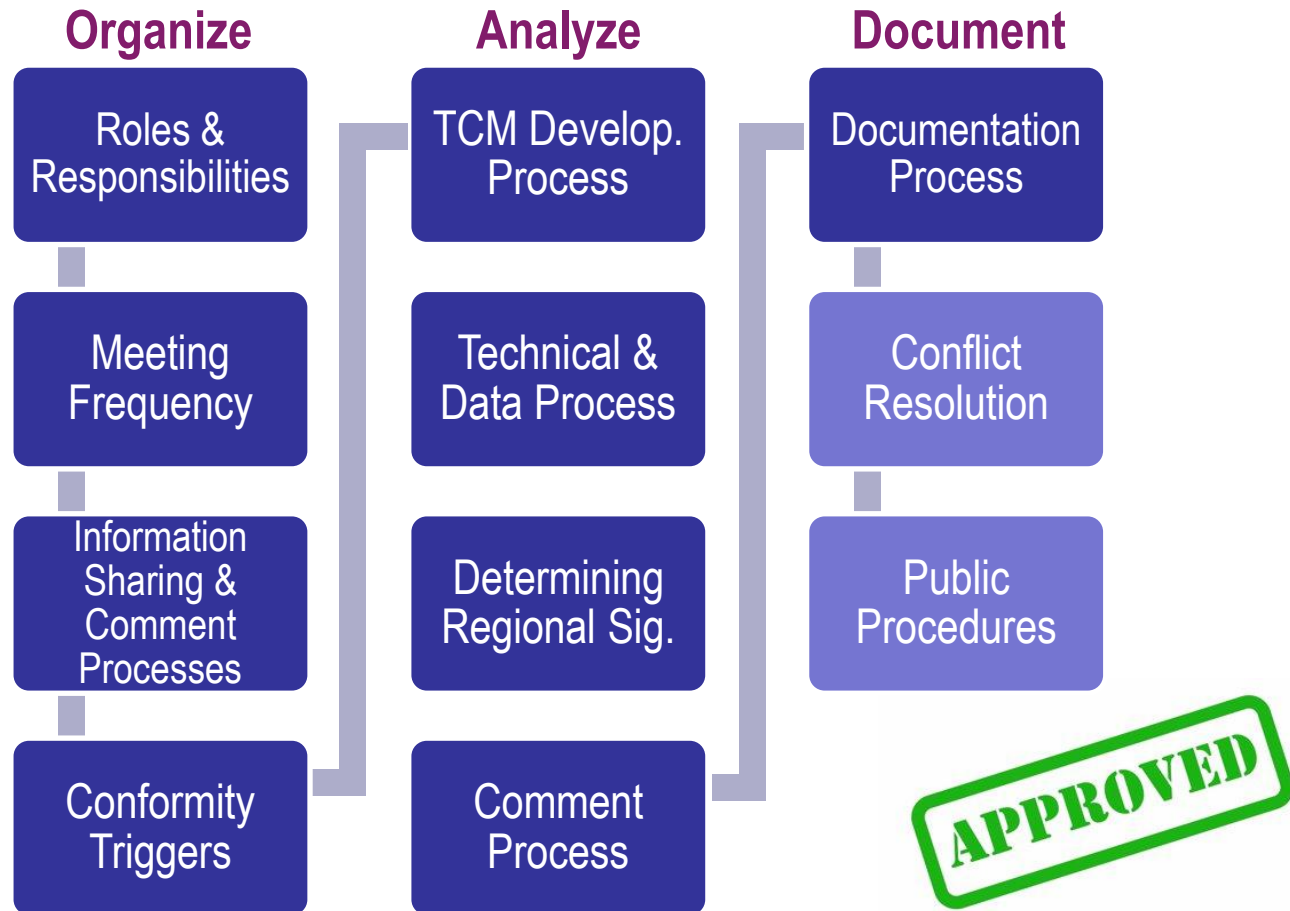 Organize
Roles &
Responsibilities
Meeting
Frequency
Information
Sharing &
Comment
Processes
Conformity
Triggers
Analyze
TCM Develop.
Process
Technical &
Data Process
Determining
Regional Sig.
Comment
Process
Document
Documentation
Process
Conflict
Resolution
Public
Procedures
APPROVED